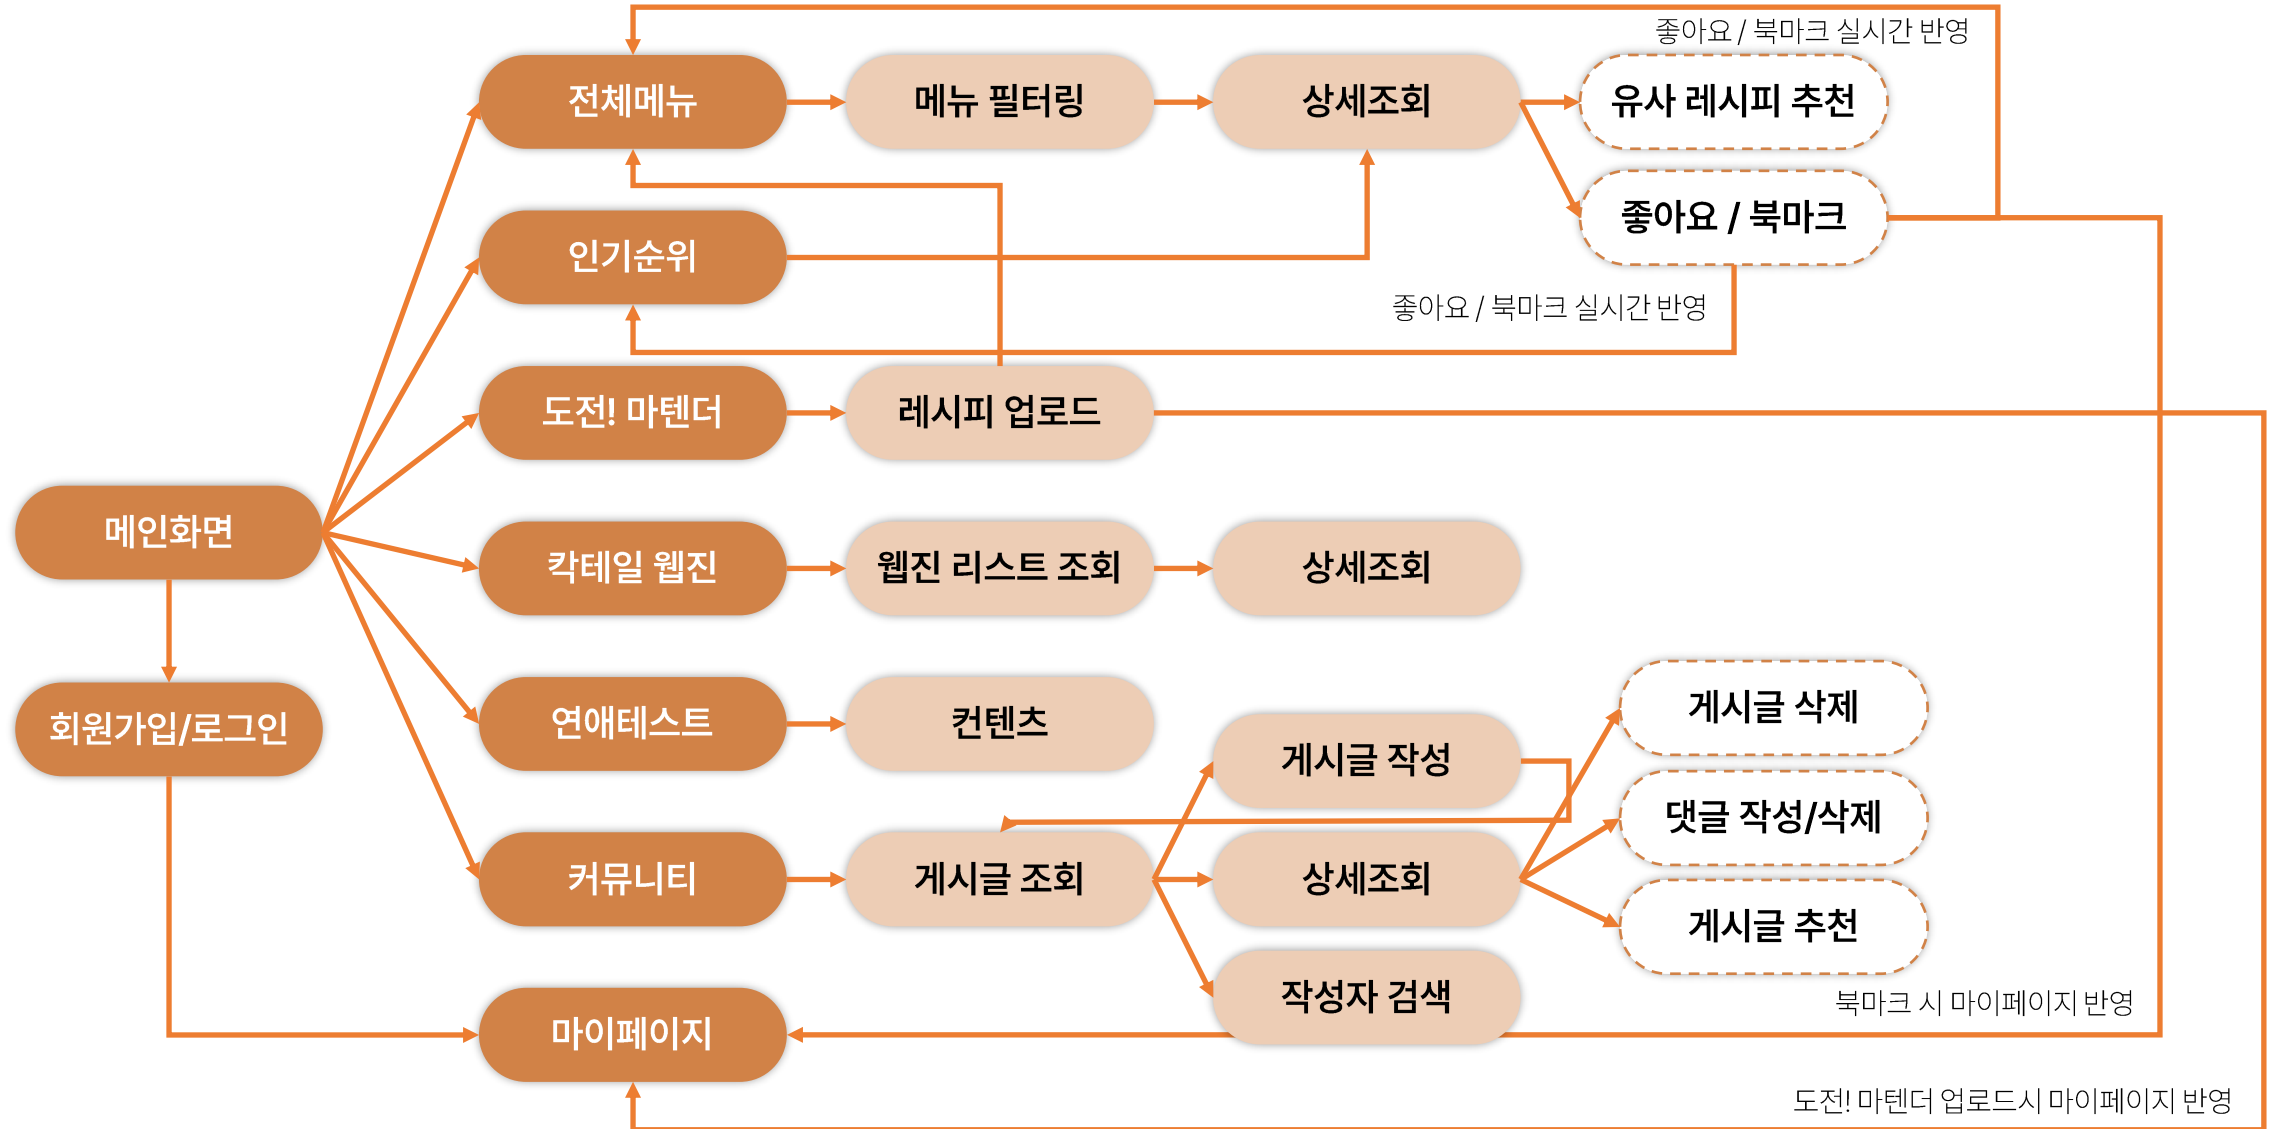 좋아요 / 북마크 실시간 반영
전체메뉴
메뉴 필터링
상세조회
유사 레시피 추천
좋아요 / 북마크
인기순위
좋아요 / 북마크 실시간 반영
도전! 마텐더
레시피 업로드
메인화면
칵테일 웹진
웹진 리스트 조회
상세조회
회원가입/로그인
연애테스트
컨텐츠
게시글 작성
게시글 삭제
댓글 작성/삭제
커뮤니티
게시글 조회
상세조회
게시글 추천
작성자 검색
북마크 시 마이페이지 반영
마이페이지
도전! 마텐더 업로드시 마이페이지 반영